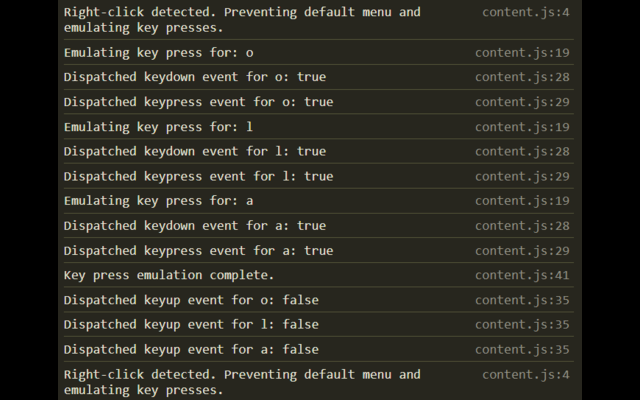 Right-click detected. Preventing default menu and content.js:4
emulating key presses.
Emulating key press for: o content.js:19
Dispatched keydown event for o: true content.js:28
Dispatched keypress event for o: true content.js:29
Emulating key press for: l content.js:19
Dispatched keydown event for l: true content.js:28
Dispatched keypress event for l: true content.js:29
Emulating key press for: a content.js:19
Dispatched keydown event for a: true content.js:28
Dispatched keypress event for a: true content.js:29
Key press emulation complete. content.js:41
Dispatched keyup event for o: false content.js:35
Dispatched keyup event for l: false content.js:35
Dispatched keyup event for a: false content.js:35
Right-click detected. Preventing default menu and content.js:4
emulating key presses.